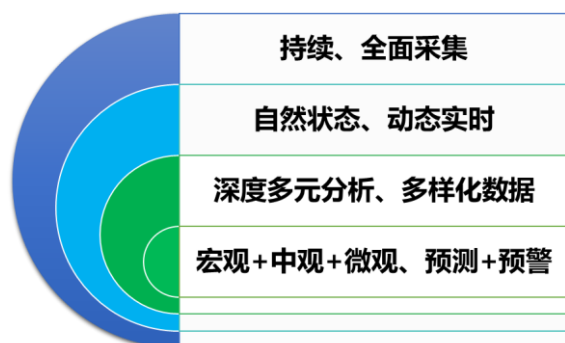 持续、全面采集
自然状态、动态实时
深度多元分析、多样化数据
宏观+中观+微观、预测+预警